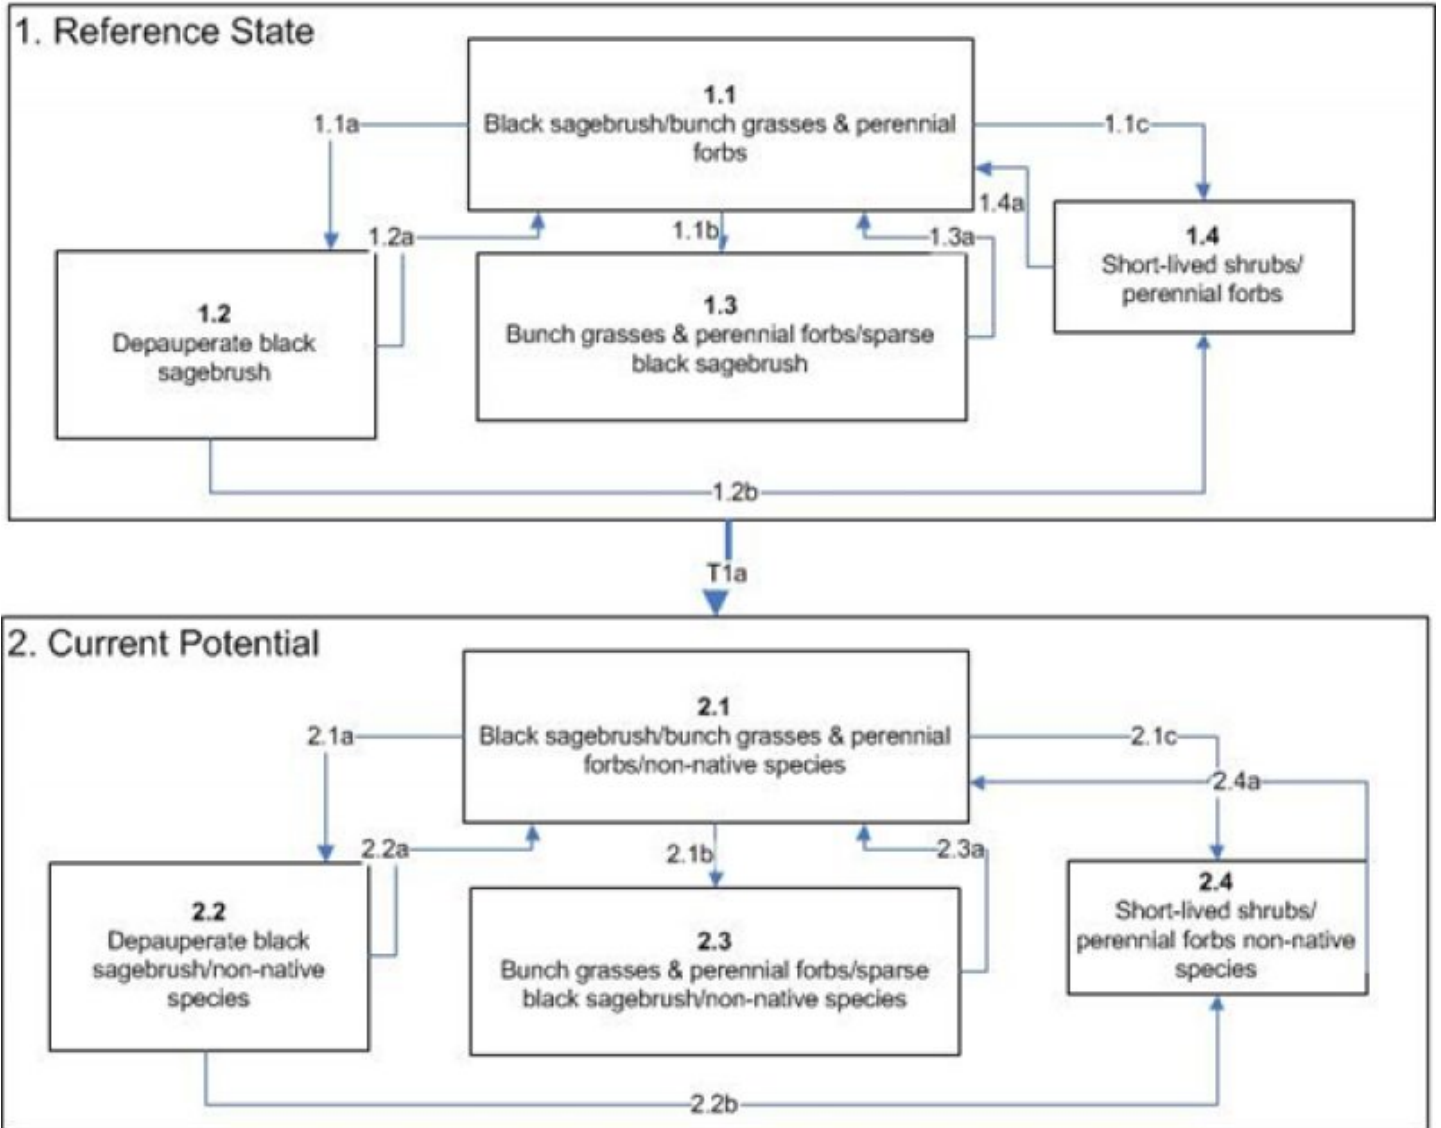 1. Reference State
1.1
Black sagebrush/bunch grasses & perennial
forbs
1.1a
1.1c
1.4a
1.2a
1.1b
1.3a
1.4
Short-lived shrubs/
perennial forbs
1.2
Depauperate black
sagebrush
1.3
Bunch grasses & perennial forbs/sparse
black sagebrush
1.2b
T1a
2. Current Potential
2.1
Black sagebrush/bunch grasses & perennial
forbs/non-native species
2.1a
2.1c
2.4a
2.2a
2.1b
2.3a
2.4
Short-lived shrubs/
perennial forbs non-native
species
2.2
Depauperate black
sagebrush/non-native
species
2.3
Bunch grasses & perennial forbs/sparse
black sagebrush/non-native species
2.2b